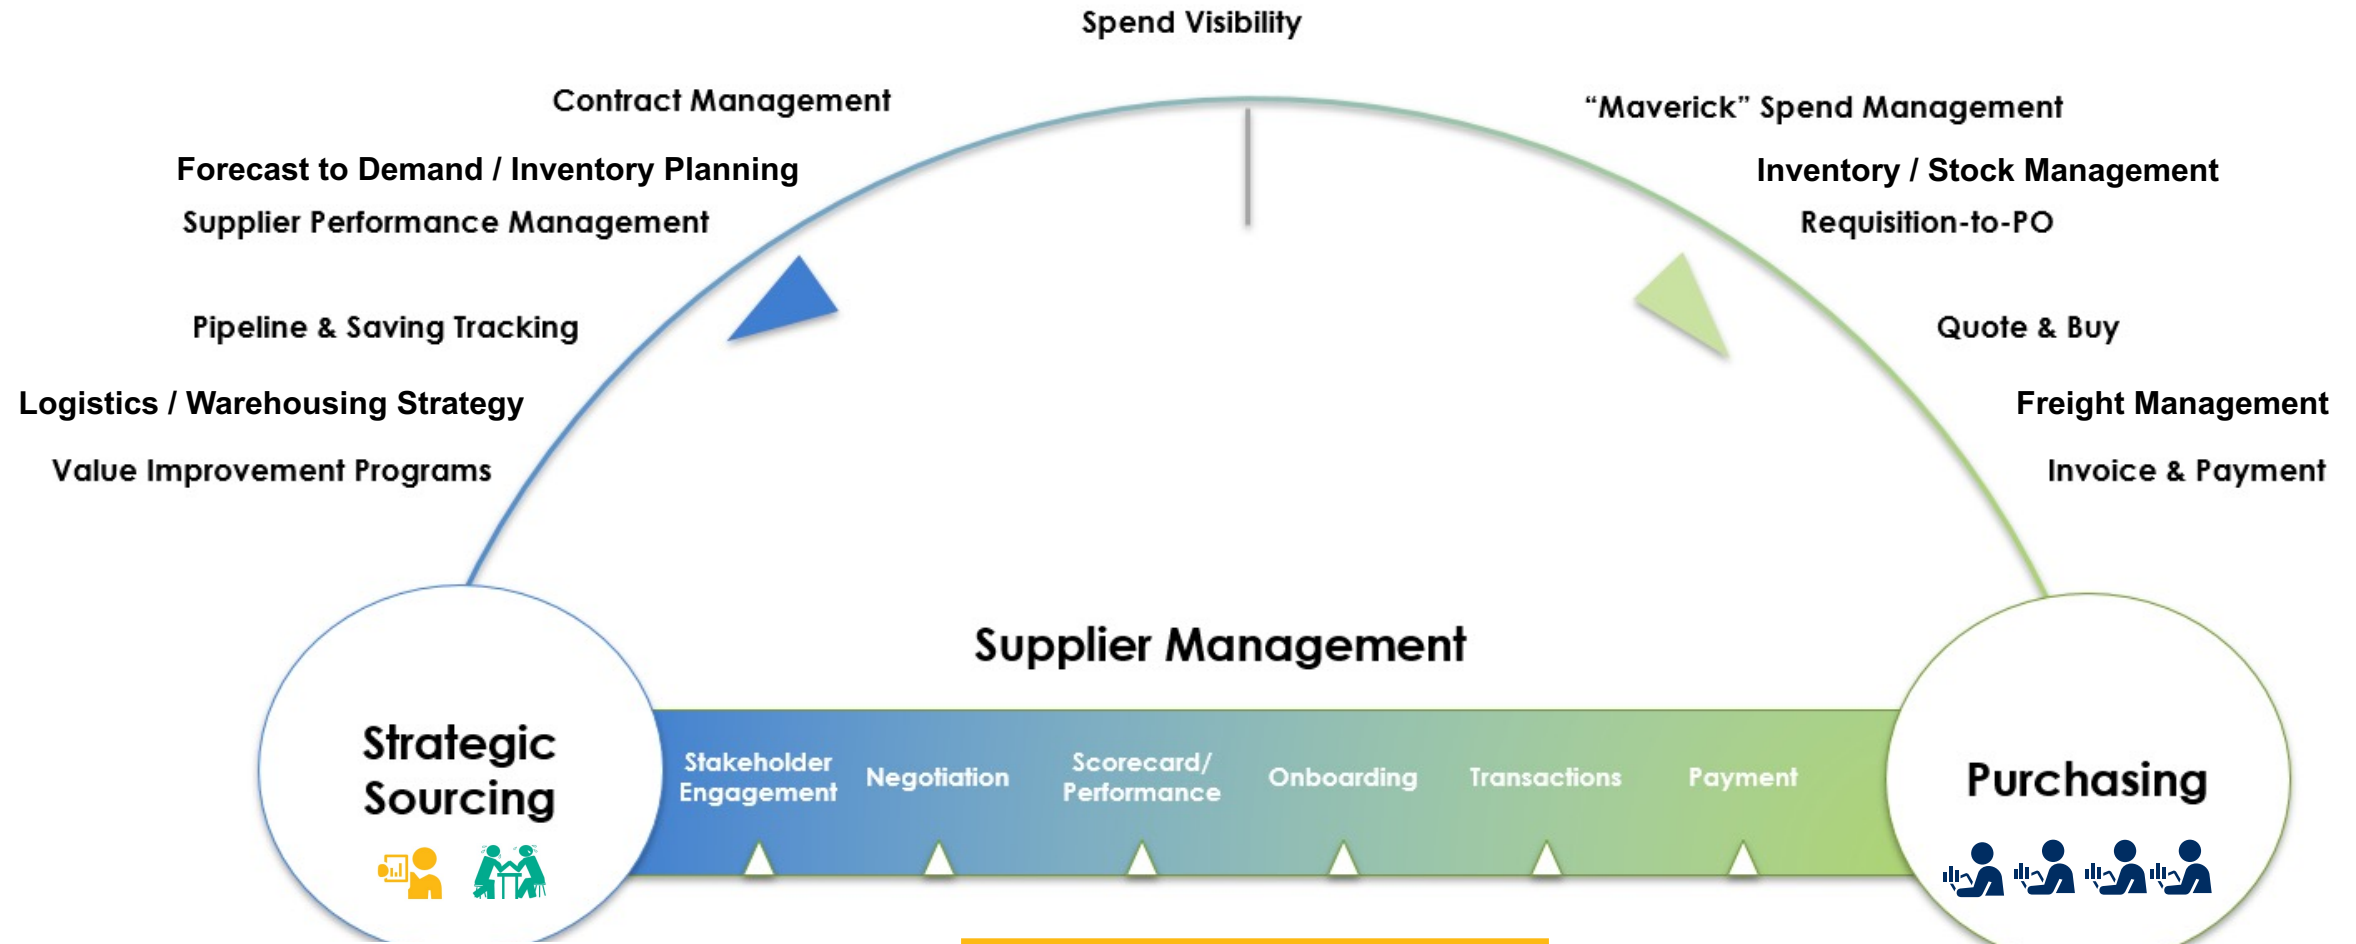 Spend Visibility
Contract Management
"Maverick" Spend Management
Forecast to Demand / Inventory Planning
Inventory / Stock Management
Supplier Performance Management
Requisition-to-PO
Pipeline & Saving Tracking
Quote & Buy
Logistics / Warehousing Strategy
Freight Management
Value Improvement Programs
Invoice & Payment
Supplier Management
Strategic
Sourcing
Stakeholder
Engagement
Negotiation
Scorecard/
Performance
Onboarding
Transactions
Payment
Purchasing